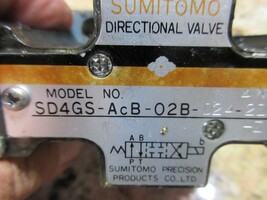 SUMITOMO
DIRECTIONAL VALVE
MODEL NO.
SD4GS-AcB-02B-
A B
b
P T
SUMITOMO PRECISION
PRODUCTS CO., LTD.